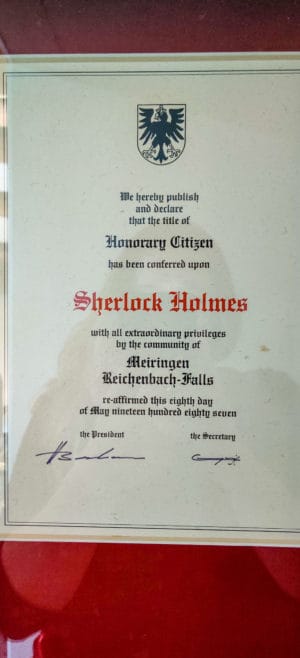 We hereby publish
and declare
that the title of
Honorary Citizen
has been conferred upon
Sherlock Holmes
with all extraordinary privileges
by the community of
Meiringen
Reichenbach-Falls
re-affirmed this eighth day
of May nineteen hundred eighty seven
the President the Secretary